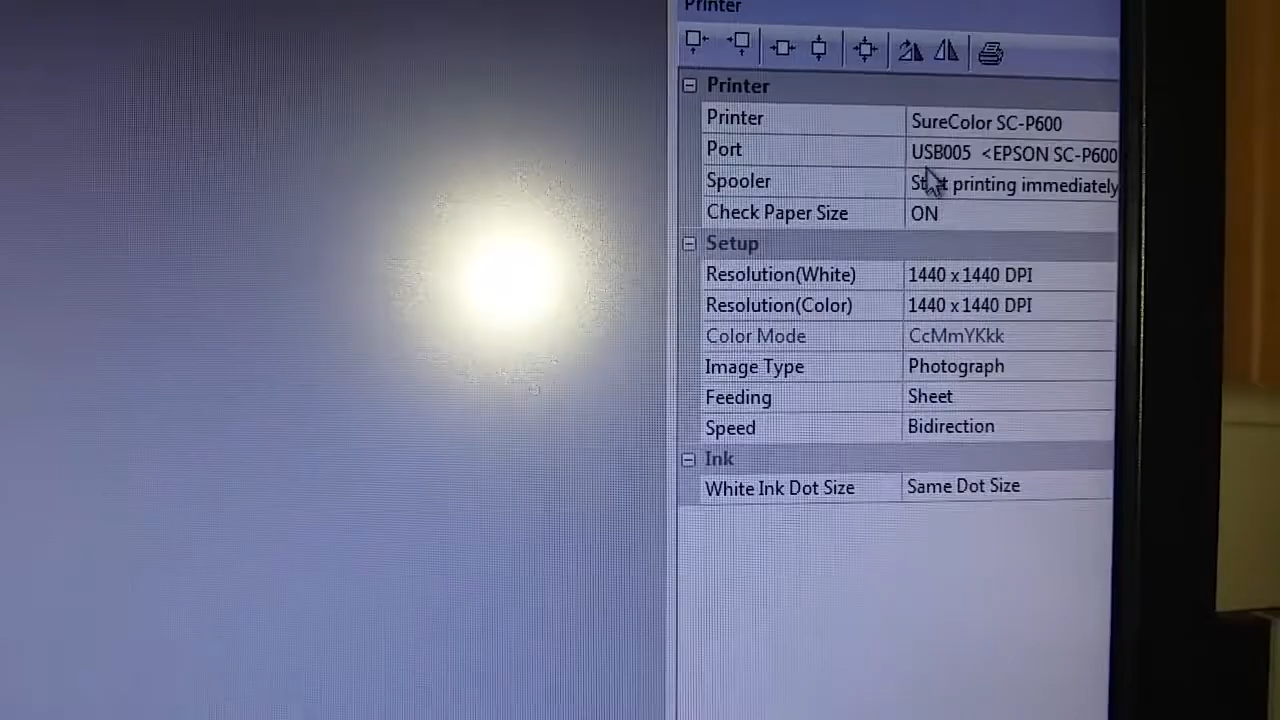 Printer
Printer
Printer SureColor SC-P600
Port USB005 <EPSON SC-P600
Spooler Start printing immediately
Check Paper Size ON
Setup
Resolution(White) 1440 x 1440 DPI
Resolution(Color) 1440 x 1440 DPI
Color Mode CcMmYKkk
Image Type Photograph
Feeding Sheet
Speed Bidirection
Ink
White Ink Dot Size Same Dot Size